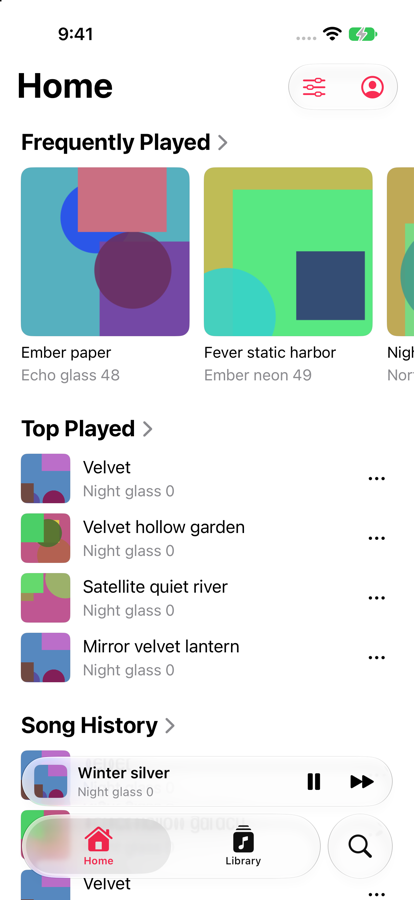 9:41
Home
Frequently Played
Ember paper
Echo glass 48
Fever static harbor
Ember neon 49
Top Played
Velvet
Night glass 0
Velvet hollow garden
Night glass 0
Satellite quiet river
Night glass 0
Mirror velvet lantern
Night glass 0
Song History
Winter silver
Night glass 0
Home
Library
Velvet